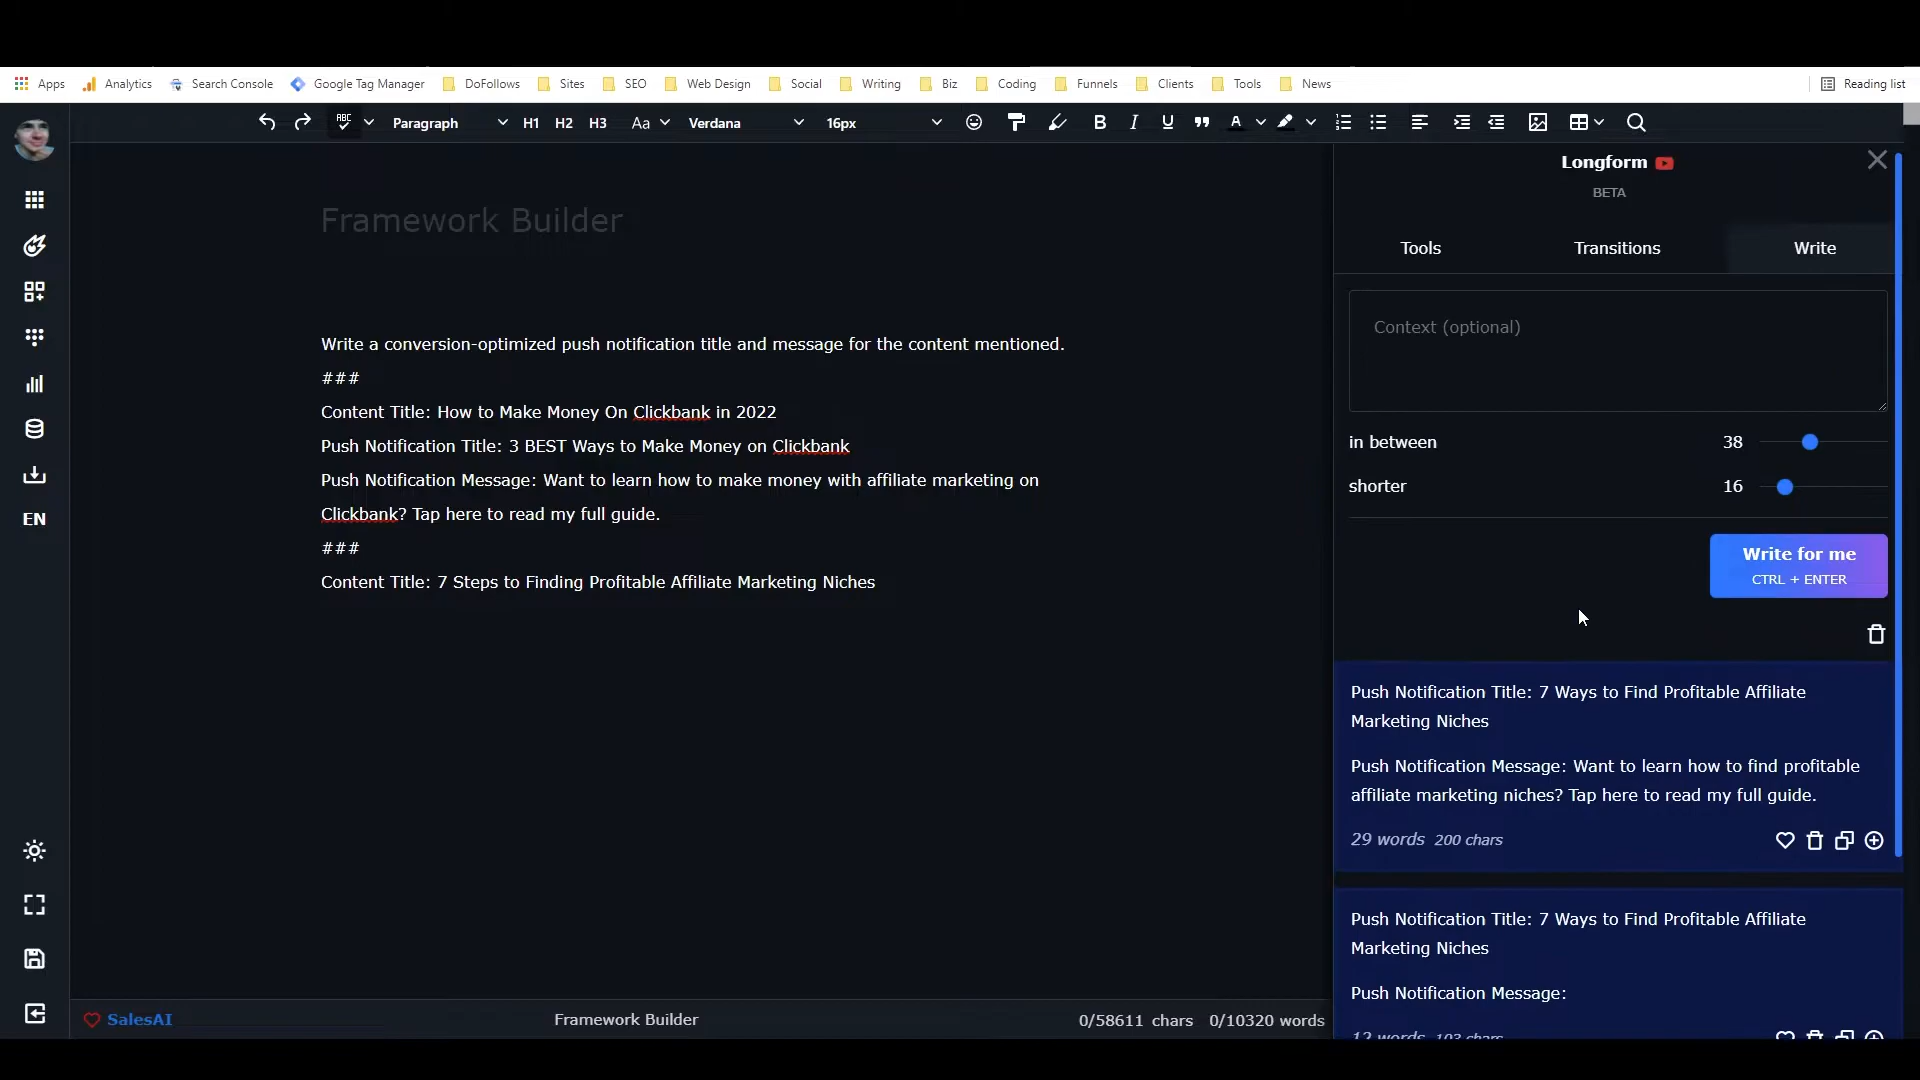 Apps Analytics Search Console Google Tag Manager DoFollows Sites SEO Web Design Social Writing Biz Coding Funnels Clients Tools News Reading list
ABC Paragraph H1 H2 H3 Aa Verdana 16px B I U A
Longform
BETA
Tools Transitions Write
Context (optional)
in between 38
shorter 16
Write for me
CTRL + ENTER
EN
Framework Builder
Write a conversion-optimized push notification title and message for the content mentioned.
###
Content Title: How to Make Money On Clickbank in 2022
Push Notification Title: 3 BEST Ways to Make Money on Clickbank
Push Notification Message: Want to learn how to make money with affiliate marketing on
Clickbank? Tap here to read my full guide.
###
Content Title: 7 Steps to Finding Profitable Affiliate Marketing Niches
Push Notification Title: 7 Ways to Find Profitable Affiliate
Marketing Niches
Push Notification Message: Want to learn how to find profitable
affiliate marketing niches? Tap here to read my full guide.
29 words 200 chars
Push Notification Title: 7 Ways to Find Profitable Affiliate
Marketing Niches
Push Notification Message:
12 words 103 chars
SalesAI Framework Builder 0/58611 chars 0/10320 words